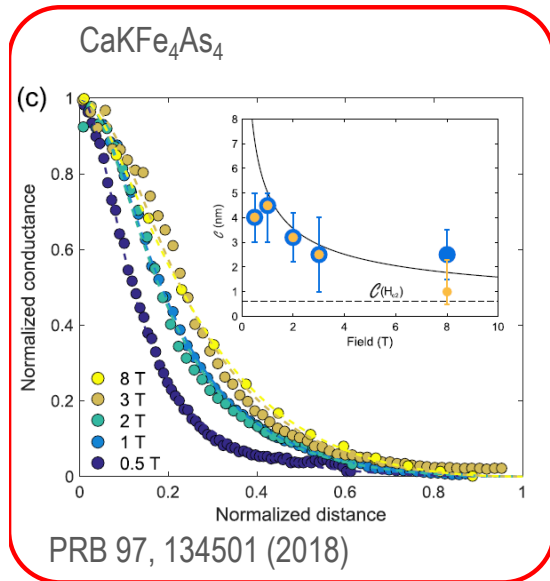 CaKFe₄As₄
(c)
Normalized conductance
1
0.8
0.6
0.4
0.2
0
0
0.2
0.4
0.6
0.8
1
Normalized distance
8 T
3 T
2 T
1 T
0.5 T
𝒞 (nm)
8
7
6
5
4
3
2
1
0
0
2
4
6
8
10
Field (T)
𝒞(Hc2)
PRB 97, 134501 (2018)